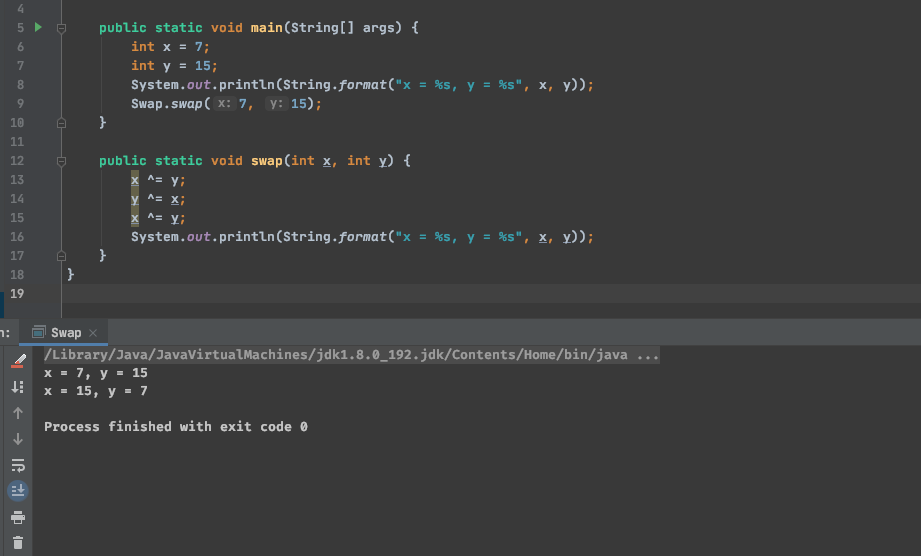 4
5 public static void main(String[] args) {
6 int x = 7;
7 int y = 15;
8 System.out.println(String.format("x = %s, y = %s", x, y));
9 Swap.swap( x: 7, y: 15);
10 }
11
12 public static void swap(int x, int y) {
13 x ^= y;
14 y ^= x;
15 x ^= y;
16 System.out.println(String.format("x = %s, y = %s", x, y));
17 }
18 }
19
n: Swap ×
/Library/Java/JavaVirtualMachines/jdk1.8.0_192.jdk/Contents/Home/bin/java ...
x = 7, y = 15
x = 15, y = 7
Process finished with exit code 0